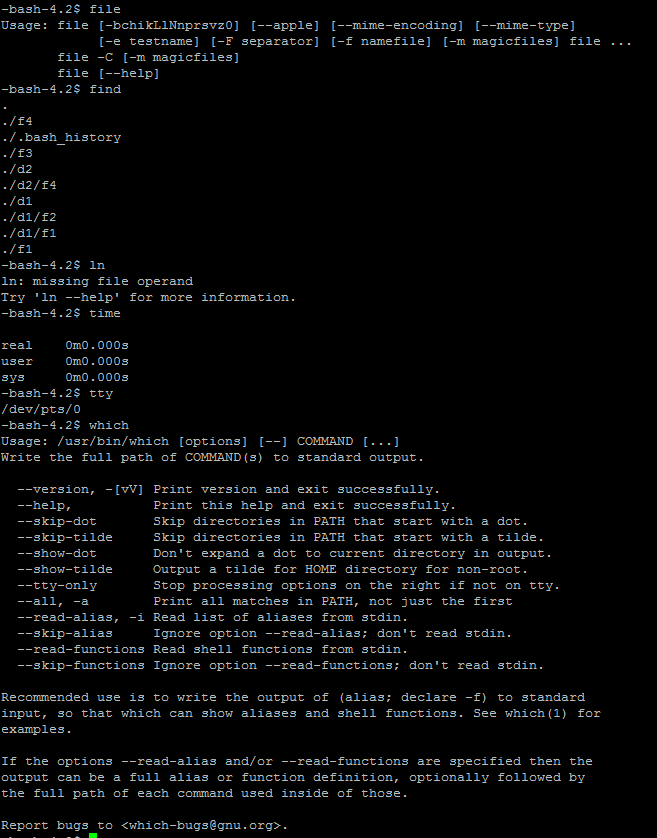 -bash-4.2$ file
Usage: file [-bchikLlNnprsvz0] [--apple] [--mime-encoding] [--mime-type]
            [-e testname] [-F separator] [-f namefile] [-m magicfiles] file ...
       file -C [-m magicfiles]
       file [--help]
-bash-4.2$ find
.
./f4
./.bash_history
./f3
./d2
./d2/f4
./d1
./d1/f2
./d1/f1
./f1
-bash-4.2$ ln
ln: missing file operand
Try 'ln --help' for more information.
-bash-4.2$ time

real    0m0.000s
user    0m0.000s
sys     0m0.000s
-bash-4.2$ tty
/dev/pts/0
-bash-4.2$ which
Usage: /usr/bin/which [options] [--] COMMAND [...]
Write the full path of COMMAND(s) to standard output.

  --version, -[vV] Print version and exit successfully.
  --help,          Print this help and exit successfully.
  --skip-dot       Skip directories in PATH that start with a dot.
  --skip-tilde     Skip directories in PATH that start with a tilde.
  --show-dot       Don't expand a dot to current directory in output.
  --show-tilde     Output a tilde for HOME directory for non-root.
  --tty-only       Stop processing options on the right if not on tty.
  --all, -a        Print all matches in PATH, not just the first
  --read-alias, -i Read list of aliases from stdin.
  --skip-alias     Ignore option --read-alias; don't read stdin.
  --read-functions Read shell functions from stdin.
  --skip-functions Ignore option --read-functions; don't read stdin.

Recommended use is to write the output of (alias; declare -f) to standard
input, so that which can show aliases and shell functions. See which(1) for
examples.

If the options --read-alias and/or --read-functions are specified then the
output can be a full alias or function definition, optionally followed by
the full path of each command used inside of those.

Report bugs to <which-bugs@gnu.org>.
-bash-4.2$